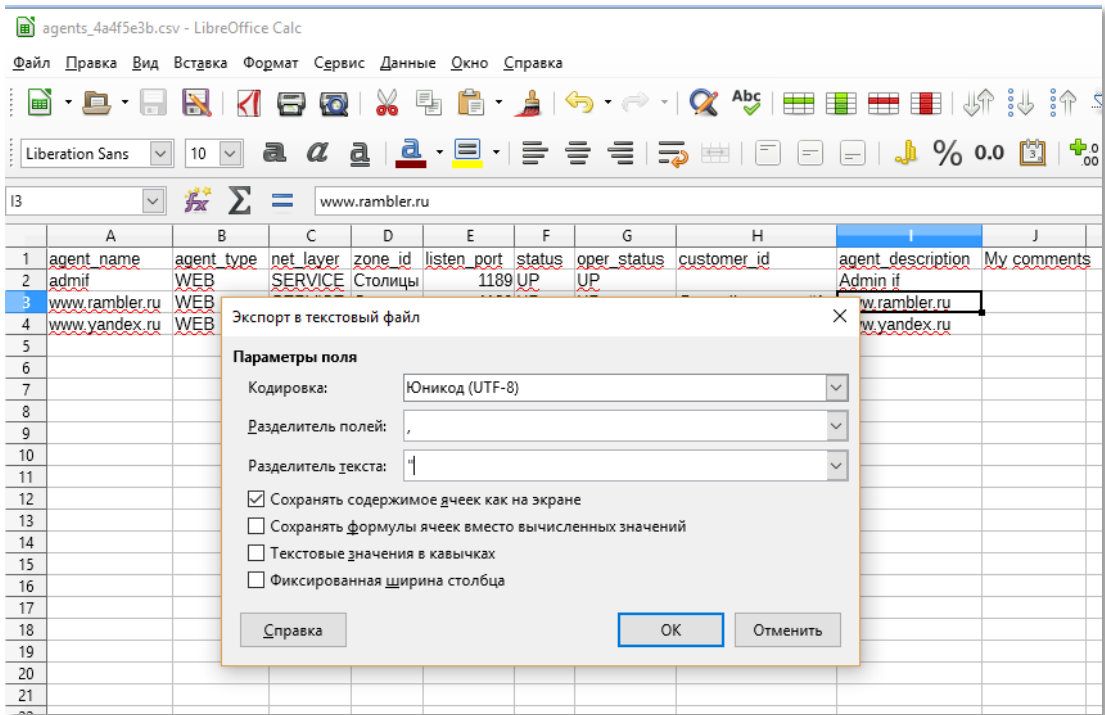 agents_4a4f5e3b.csv - LibreOffice Calc
Файл Правка Вид Вставка Формат Сервис Данные Окно Справка
Abc
Liberation Sans 10 a a a a % 0.0 .00
I3 fx Σ = www.rambler.ru
A B C D E F G H I J
1 agent_name agent_type net_layer zone_id listen_port status oper_status customer_id agent_description My comments
2 admif WEB SERVICE Столицы 1189 UP UP Admin if
3 www.rambler.ru WEB w.rambler.ru
4 www.yandex.ru WEB w.yandex.ru
5
6
7
8
9
10
11
12
13
14
15
16
17
18
19
20
21
Экспорт в текстовый файл
Параметры поля
Кодировка: Юникод (UTF-8)
Разделитель полей: ,
Разделитель текста: "
Сохранять содержимое ячеек как на экране
Сохранять формулы ячеек вместо вычисленных значений
Текстовые значения в кавычках
Фиксированная ширина столбца
Справка OK Отменить